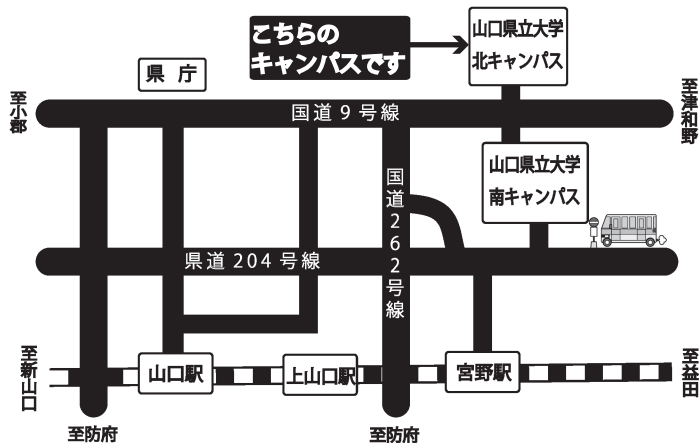 こちらの
キャンパスです
山口県立大学
北キャンパス
県庁
至小郡
国道9号線
至津和野
山口県立大学
南キャンパス
国道262号線
県道204号線
至新山口
山口駅
上山口駅
宮野駅
至益田
至防府
至防府